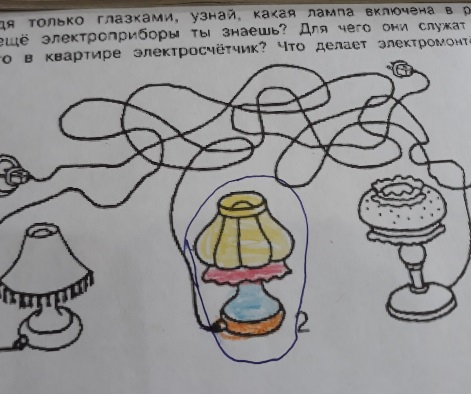 дя только глазками, узнай, какая лампа включена в р
ещё электроприборы ты знаешь? Для чего они служат
го в квартире электросчётчик? Что делает электромонт
2